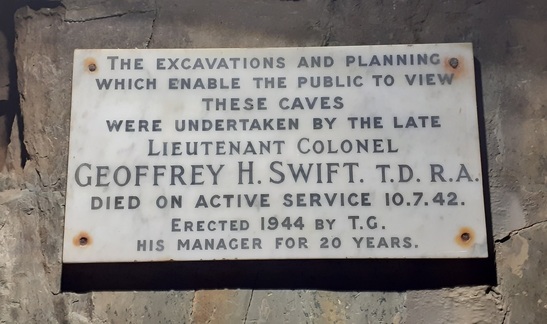 THE EXCAVATIONS AND PLANNING
WHICH ENABLE THE PUBLIC TO VIEW
THESE CAVES
WERE UNDERTAKEN BY THE LATE
LIEUTENANT COLONEL
GEOFFREY H. SWIFT. T.D. R.A.
DIED ON ACTIVE SERVICE 10.7.42.
ERECTED 1944 BY T.G.
HIS MANAGER FOR 20 YEARS.